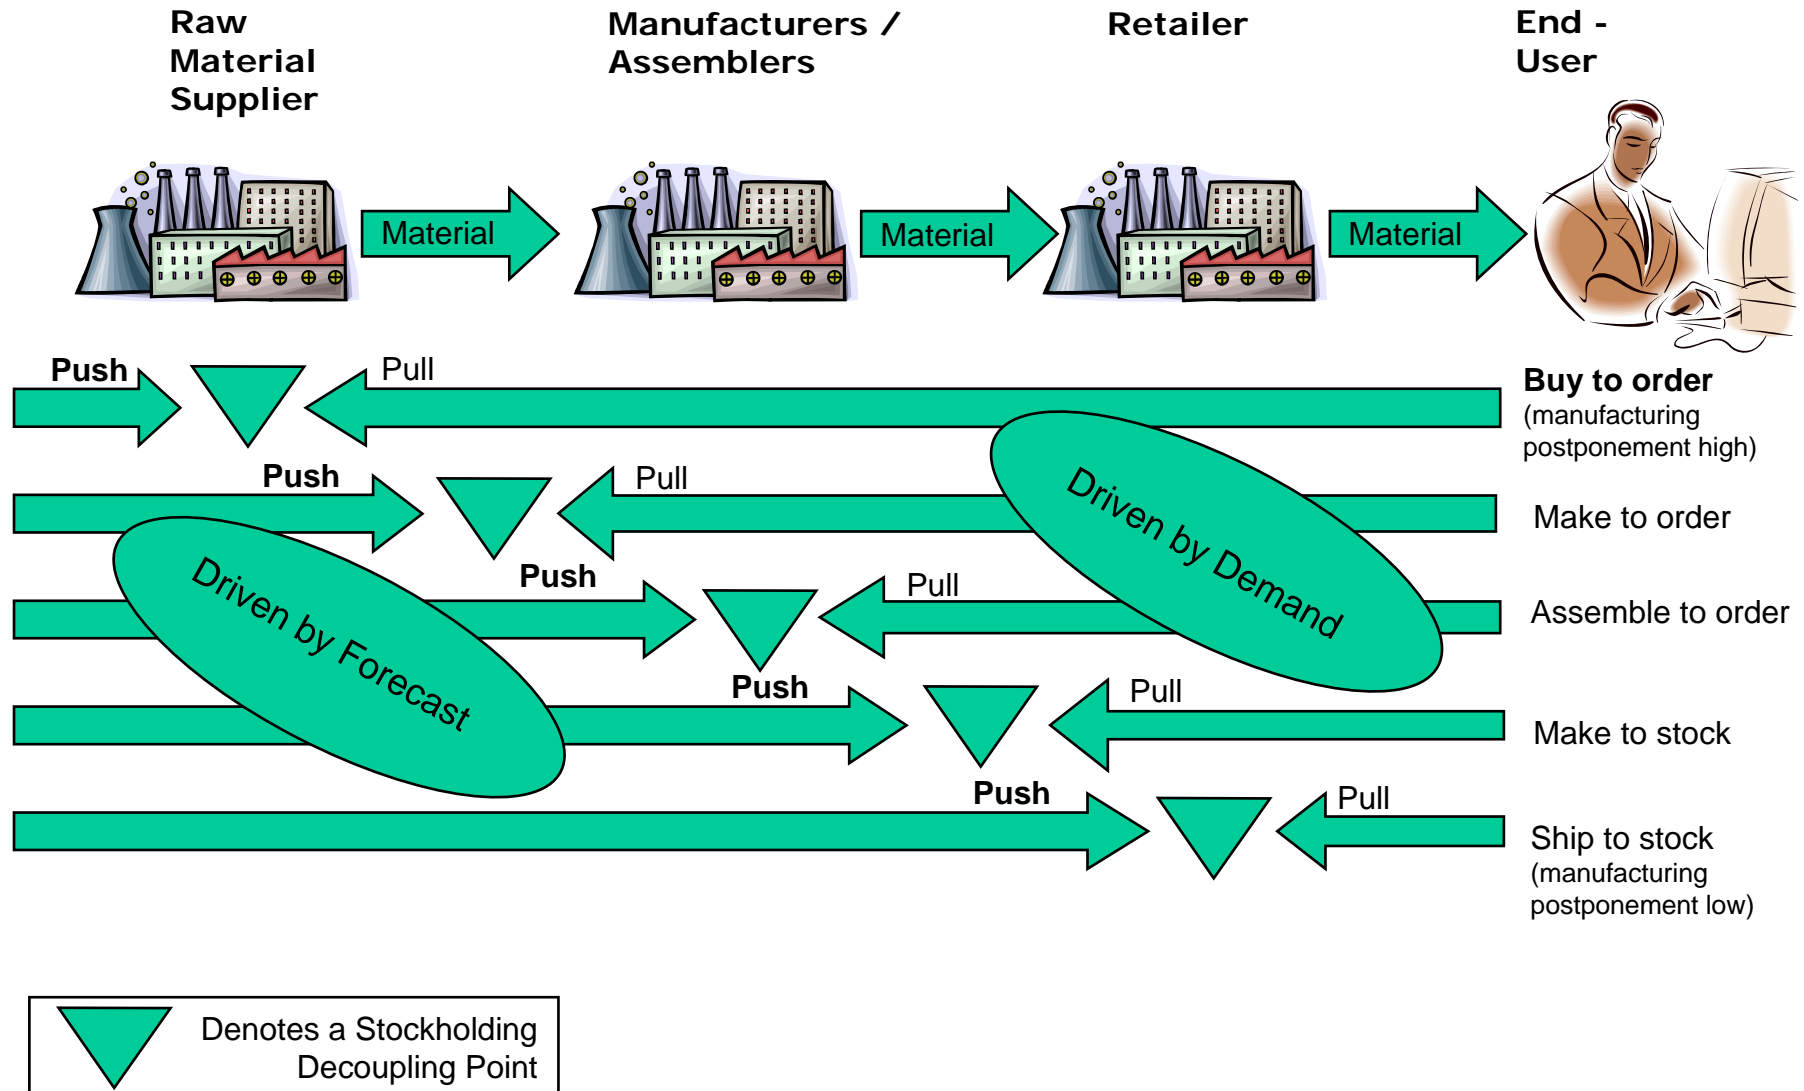 Raw
Material
Supplier
Manufacturers /
Assemblers
Retailer
End -
User
Material
Material
Material
Push
Pull
Buy to order
(manufacturing
postponement high)
Push
Pull
Make to order
Driven by Demand
Driven by Forecast
Push
Pull
Assemble to order
Push
Pull
Make to stock
Push
Pull
Ship to stock
(manufacturing
postponement low)
Denotes a Stockholding
Decoupling Point